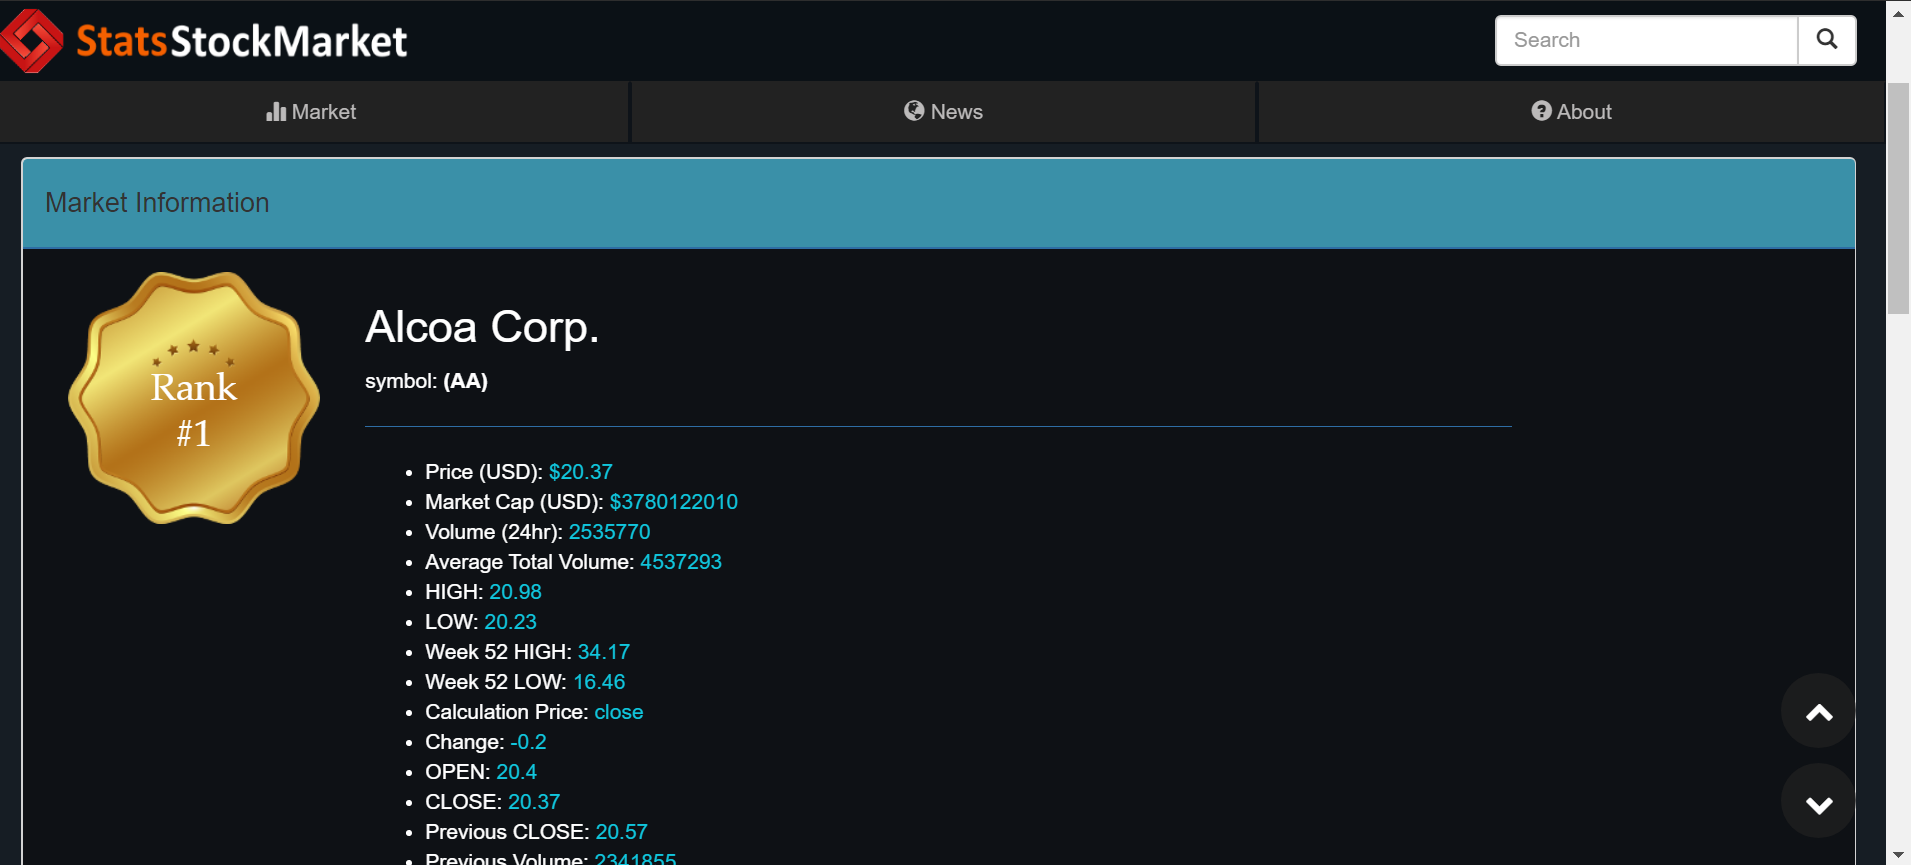 StatsStockMarket
Search
Market
News
About
Market Information
Rank
#1
Alcoa Corp.
symbol: (AA)
Price (USD): $20.37
Market Cap (USD): $3780122010
Volume (24hr): 2535770
Average Total Volume: 4537293
HIGH: 20.98
LOW: 20.23
Week 52 HIGH: 34.17
Week 52 LOW: 16.46
Calculation Price: close
Change: -0.2
OPEN: 20.4
CLOSE: 20.37
Previous CLOSE: 20.57
Previous Volume: 2341855